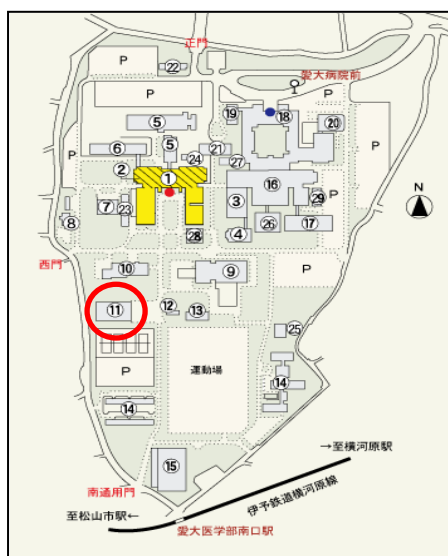 正門
㉒
P
P
愛大病院前
P
⑤
⑲
⑱
⑳
⑥
⑤
㉑
㉔
㉗
P
②
①
⑯
N
⑦
㉓
③
㉙
⑧
㉘
④
㉖
⑰
西門
⑩
⑨
P
⑪
⑫
⑬
㉕
運動場
P
⑭
⑭
⑮
→至横河原駅
南通用門
伊予鉄道横河原線
至松山市駅←
愛大医学部南口駅